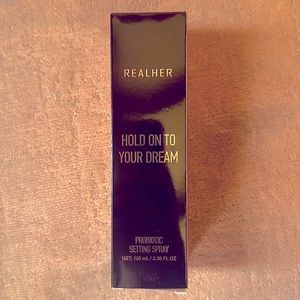 REALHER
HOLD ON TO
YOUR DREAM
PROBIOTIC
SETTING SPRAY
NET: 100 mL / 3.38 FL OZ